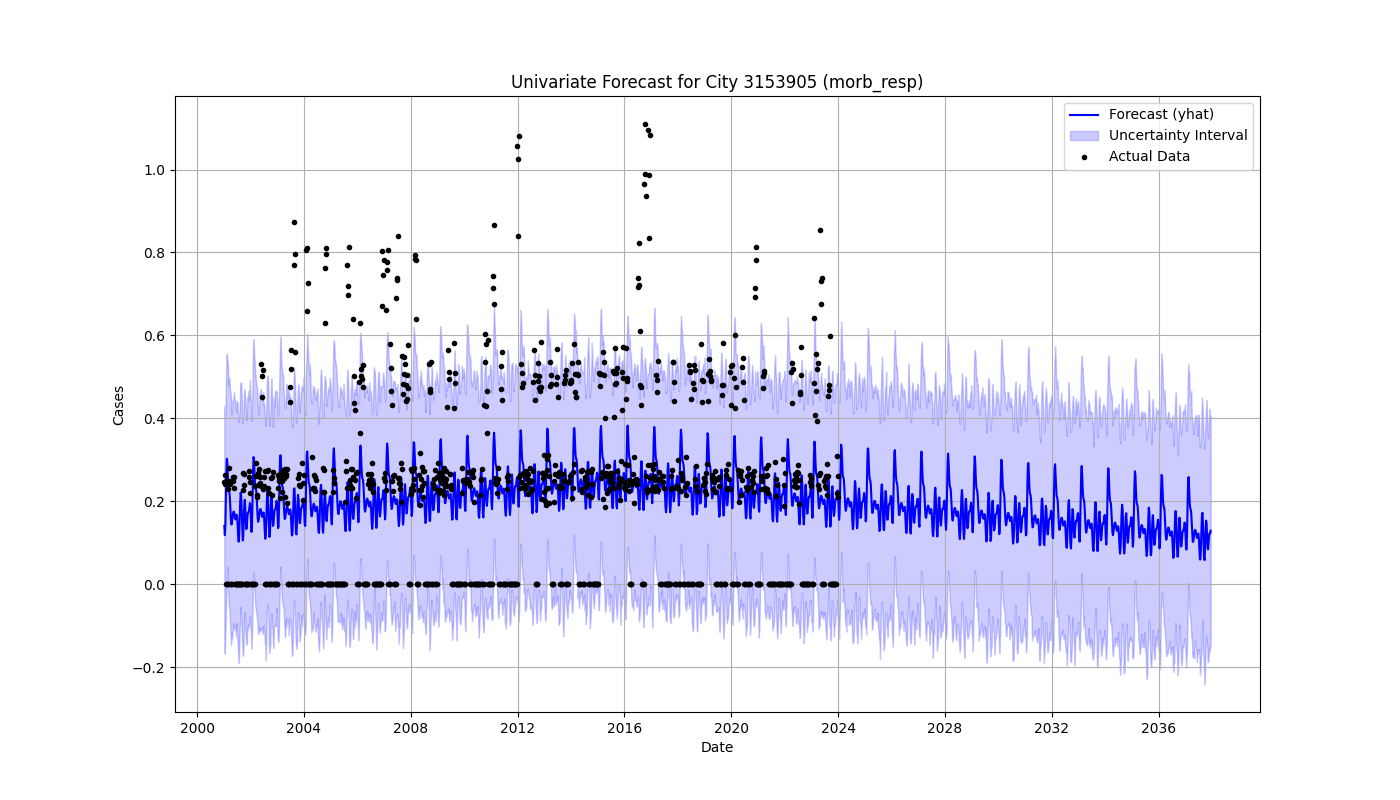 Univariate Forecast for City 3153905 (morb_resp)
Forecast (yhat)
Uncertainty Interval
Actual Data
Cases
1.0
0.8
0.6
0.4
0.2
0.0
−0.2
2000 2004 2008 2012 2016 2020 2024 2028 2032 2036
Date